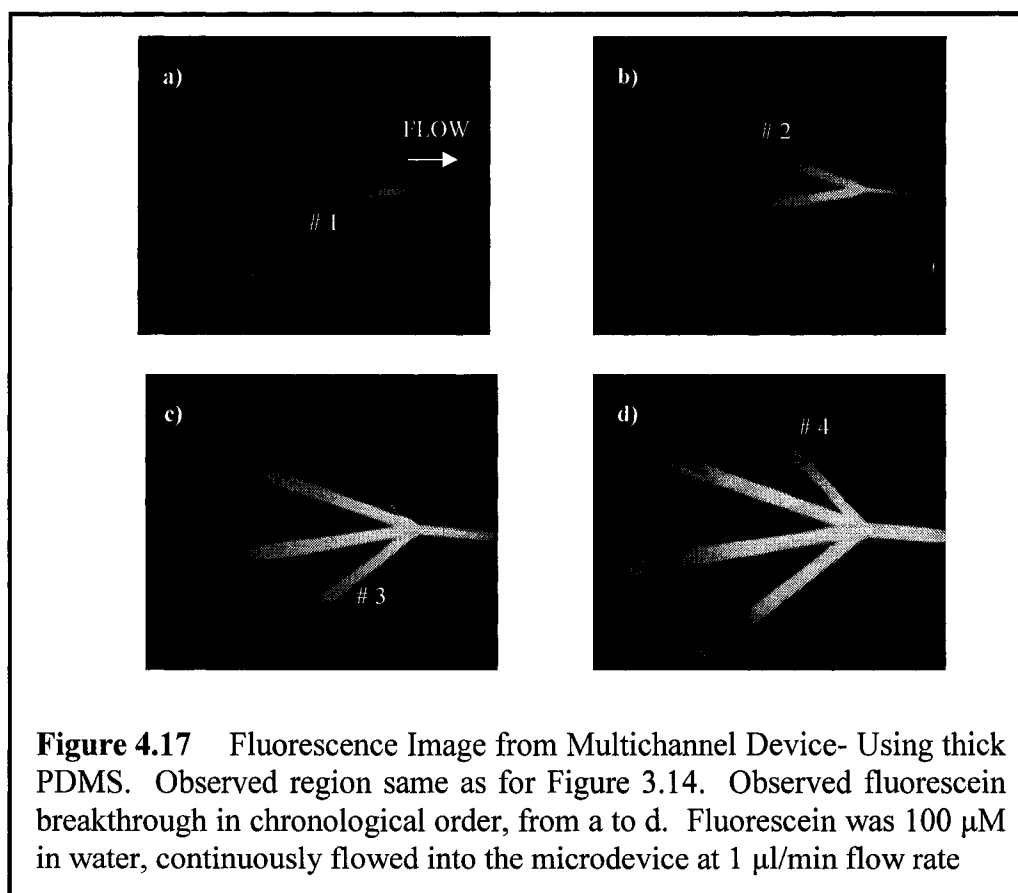 a)
FLOW
# 1
b)
# 2
c)
# 3
d)
# 4
Figure 4.17 Fluorescence Image from Multichannel Device- Using thick
PDMS. Observed region same as for Figure 3.14. Observed fluorescein
breakthrough in chronological order, from a to d. Fluorescein was 100 μM
in water, continuously flowed into the microdevice at 1 μl/min flow rate